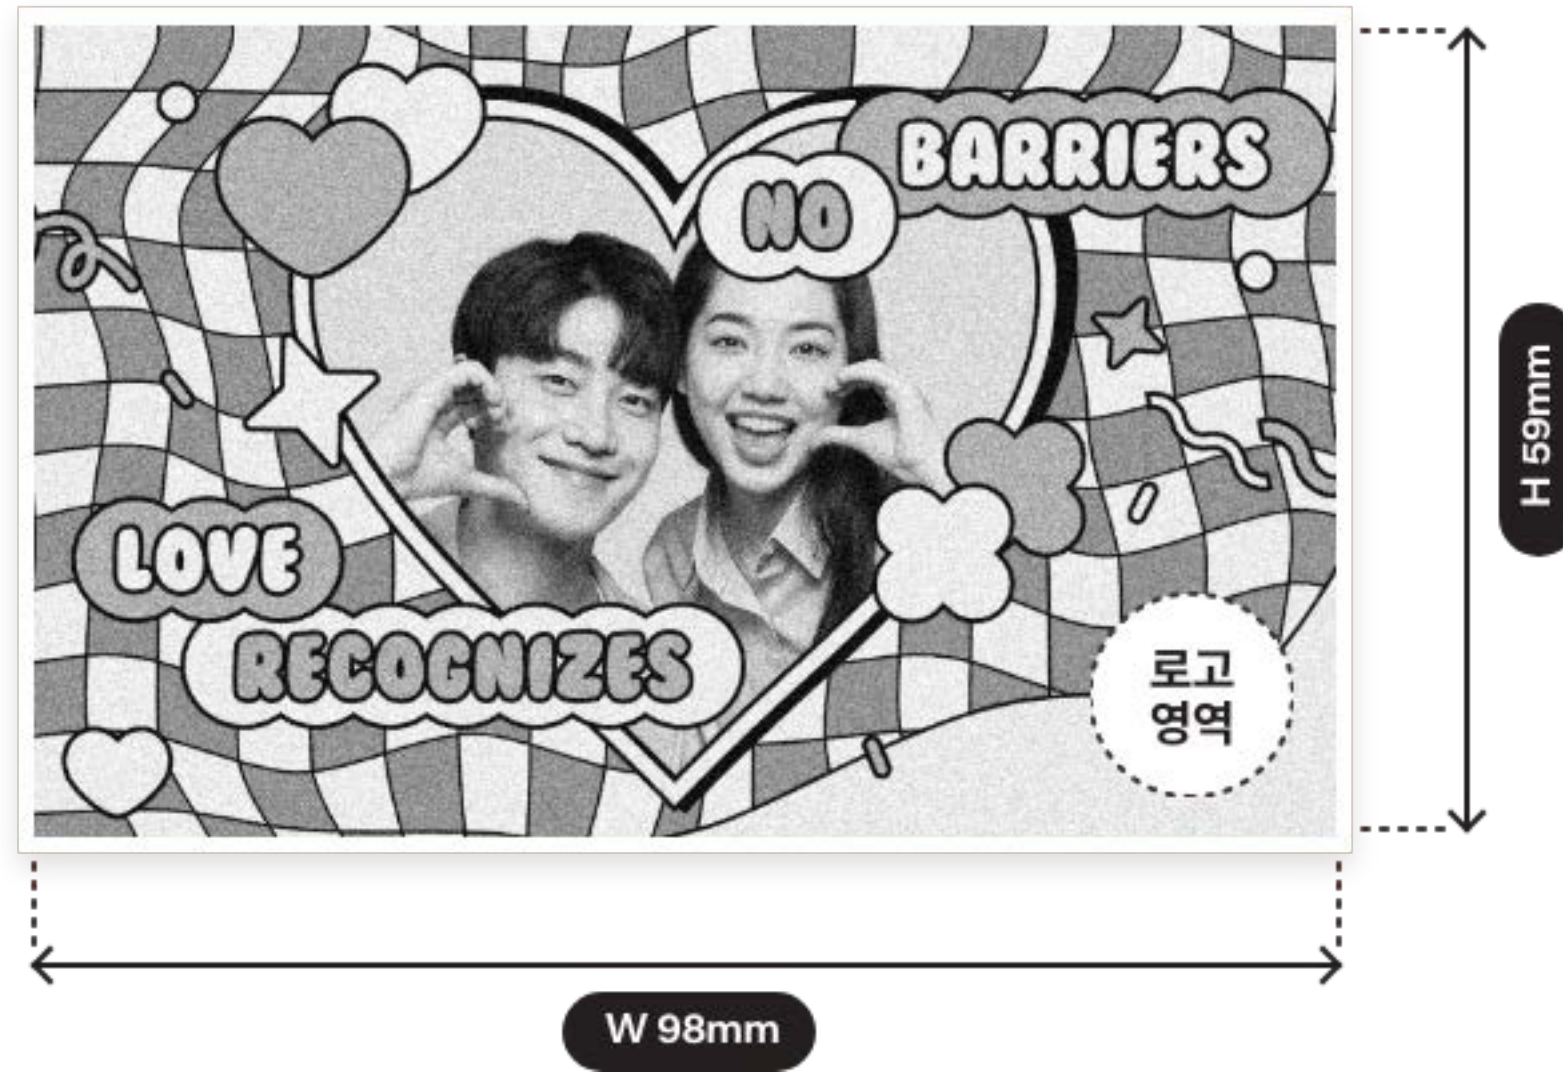 BARRIERS
NO
LOVE
RECOGNIZES
로고
영역
H 59mm
W 98mm